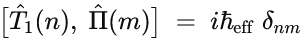 [T̂₁(n), Π̂(m)] = iℏ_eff δ_nm